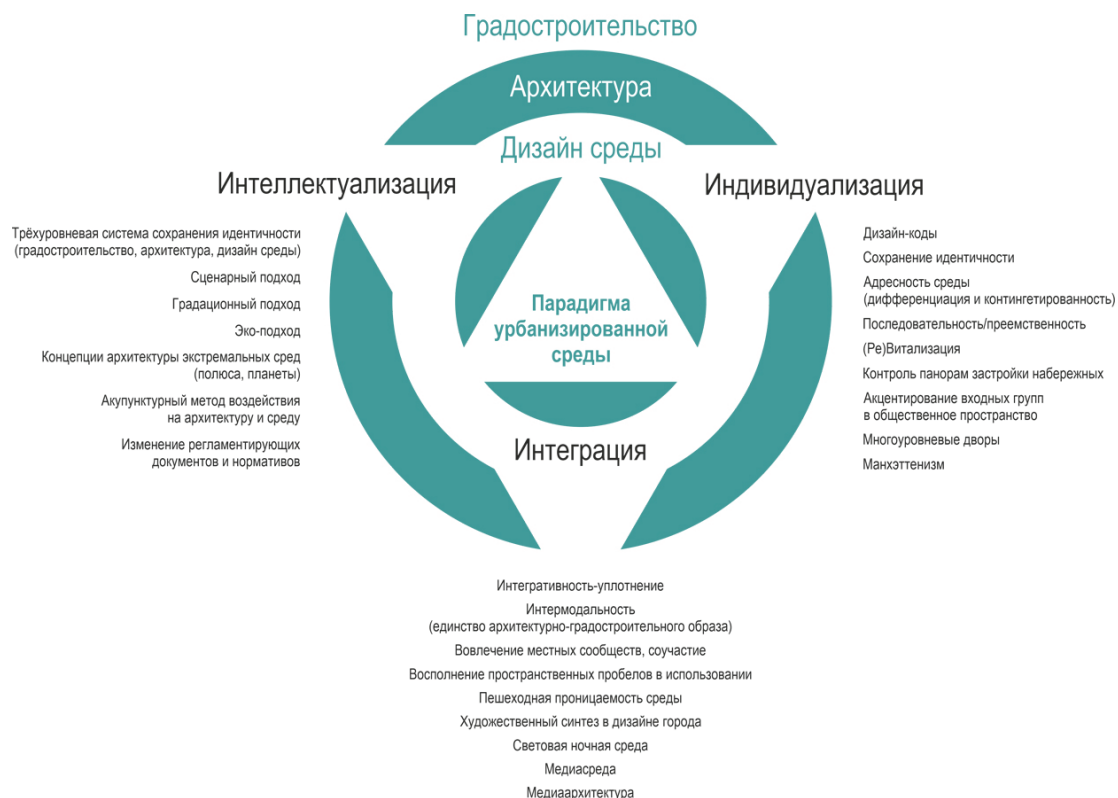 Градостроительство
Архитектура
Дизайн среды
Интеллектуализация
Индивидуализация
Трёхуровневая система сохранения идентичности
(градостроительство, архитектура, дизайн среды)
Сценарный подход
Градационный подход
Эко-подход
Концепции архитектуры экстремальных сред
(полюса, планеты)
Акупунктурный метод воздействия
на архитектуру и среду
Изменение регламентирующих
документов и нормативов
Парадигма
урбанизированной
среды
Дизайн-коды
Сохранение идентичности
Адресность среды
(дифференциация и контингетированность)
Последовательность/преемственность
(Ре)Витализация
Контроль панорам застройки набережных
Акцентирование входных групп
в общественное пространство
Многоуровневые дворы
Манхэттенизм
Интеграция
Интегративность-уплотнение
Интермодальность
(единство архитектурно-градостроительного образа)
Вовлечение местных сообществ, соучастие
Восполнение пространственных пробелов в использовании
Пешеходная проницаемость среды
Художественный синтез в дизайне города
Световая ночная среда
Медиасреда
Медиаархитектура